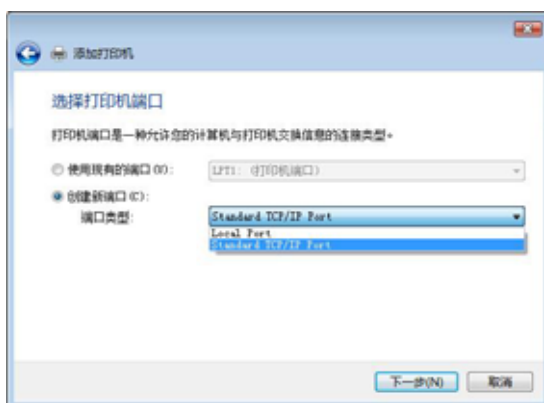 添加打印机
选择打印机端口
打印机端口是一种允许您的计算机与打印机交换信息的连接类型。
使用现有的端口(U): LPT1: (打印机端口)
创建新端口(C):
端口类型: Standard TCP/IP Port
Local Port
Standard TCP/IP Port
下一步(N) 取消